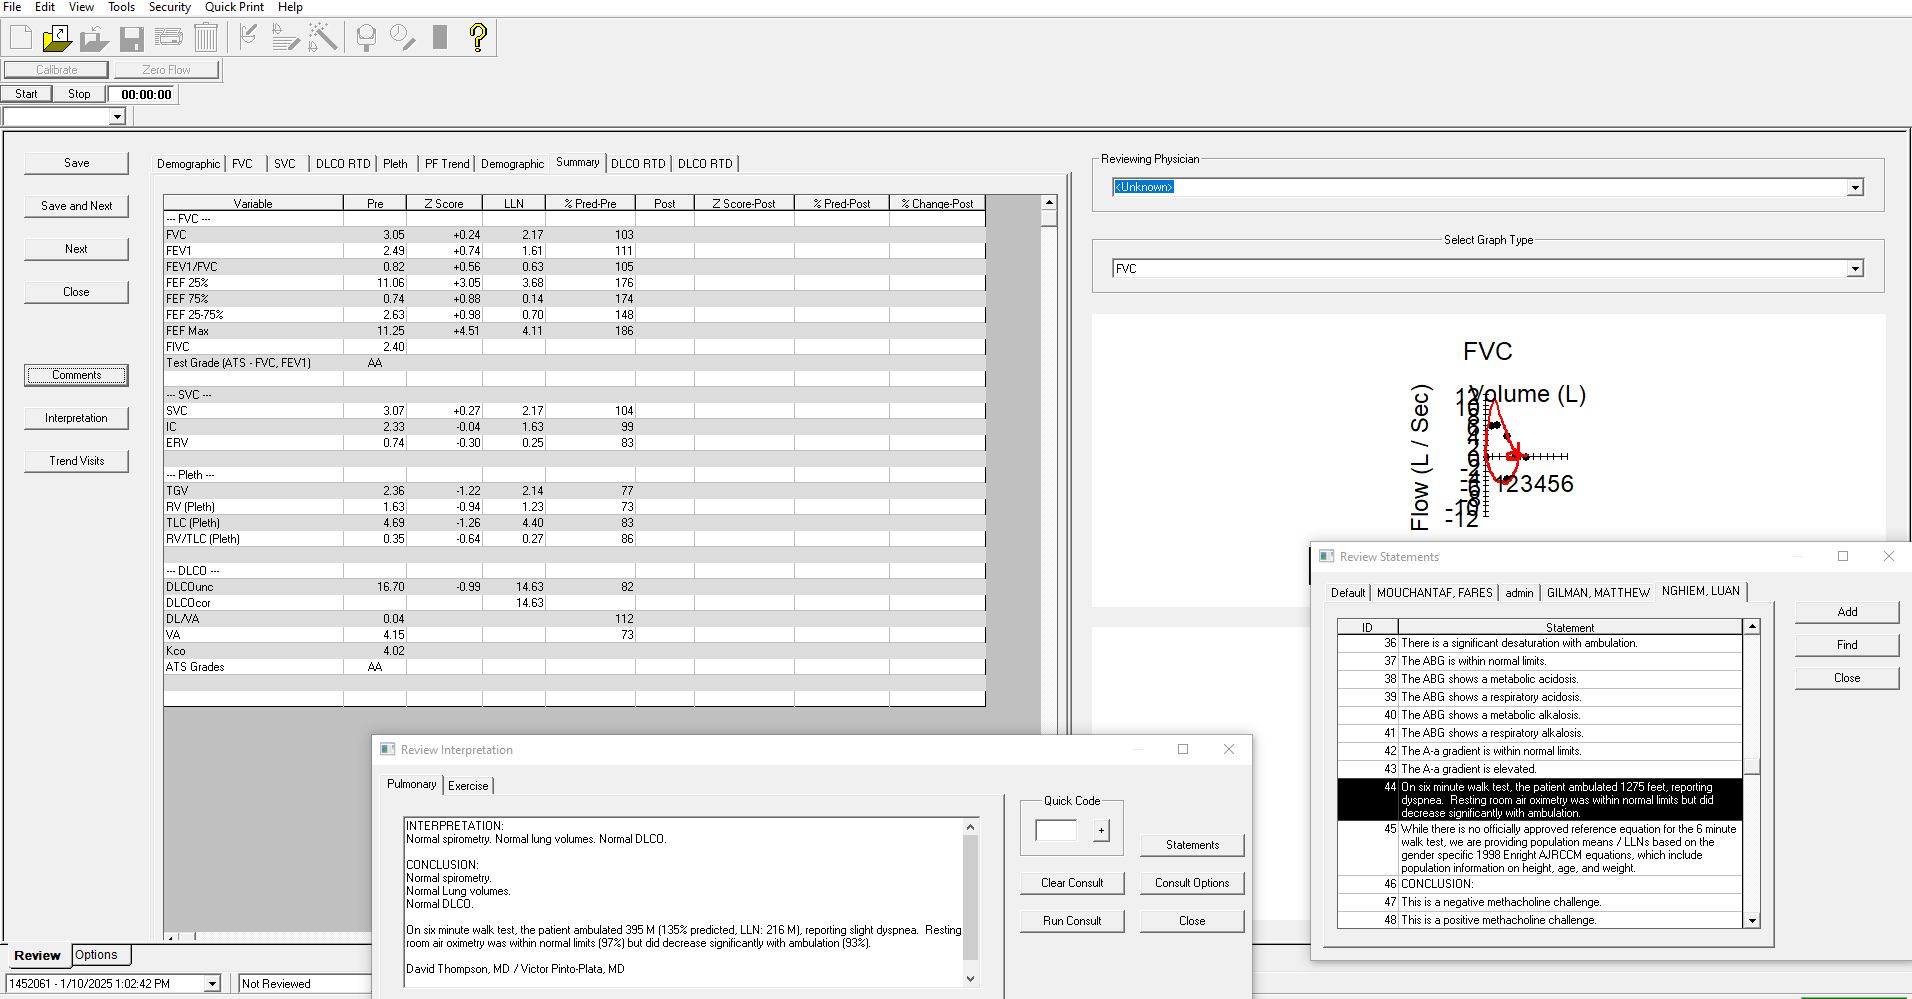 File Edit View Tools Security Quick Print Help
Calibrate Zero Flow
Start Stop 00:00:00
Save
Save and Next
Next
Close
Comments
Interpretation
Trend Visits
Demographic FVC SVC DLCO RTD Pleth PF Trend Demographic Summary DLCO RTD DLCO RTD
Variable Pre Z Score LLN % Pred-Pre Post Z Score-Post % Pred-Post % Change-Post
--- FVC ---
FVC 3.05 +0.24 2.17 103
FEV1 2.49 +0.74 1.61 111
FEV1/FVC 0.82 +0.56 0.63 105
FEF 25% 11.06 +3.05 3.68 176
FEF 75% 0.74 +0.88 0.14 174
FEF 25-75% 2.63 +0.98 0.70 148
FEF Max 11.25 +4.51 4.11 186
FIVC 2.40
Test Grade (ATS - FVC, FEV1) AA
--- SVC ---
SVC 3.07 +0.27 2.17 104
IC 2.33 -0.04 1.63 99
ERV 0.74 -0.30 0.25 83
--- Pleth ---
TGV 2.36 -1.22 2.14 77
RV (Pleth) 1.63 -0.94 1.23 73
TLC (Pleth) 4.69 -1.26 4.40 83
RV/TLC (Pleth) 0.35 -0.64 0.27 86
--- DLCO ---
DLCOunc 16.70 -0.99 14.63 82
DLCOcor 14.63
DL/VA 0.04 112
VA 4.15 73
Kco 4.02
ATS Grades AA
Reviewing Physician
<Unknown>
Select Graph Type
FVC
FVC
Volume (L)
Flow (L / Sec)
12
10
8
6
4
2
0
-2
-4
-6
-8
-10
-12
123456
Review Statements
Default MOUCHANTAF, FARES admin GILMAN, MATTHEW NGHIEM, LUAN
ID Statement
36 There is a significant desaturation with ambulation.
37 The ABG is within normal limits.
38 The ABG shows a metabolic acidosis.
39 The ABG shows a respiratory acidosis.
40 The ABG shows a metabolic alkalosis.
41 The ABG shows a respiratory alkalosis.
42 The A-a gradient is within normal limits.
43 The A-a gradient is elevated.
44 On six minute walk test, the patient ambulated 1275 feet, reporting
dyspnea. Resting room air oximetry was within normal limits but did
decrease significantly with ambulation.
45 While there is no officially approved reference equation for the 6 minute
walk test, we are providing population means / LLNs based on the
gender specific 1998 Enright AJRCCM equations, which include
population information on height, age, and weight.
46 CONCLUSION:
47 This is a negative methacholine challenge.
48 This is a positive methacholine challenge.
Add
Find
Close
Review Interpretation
Pulmonary Exercise
INTERPRETATION:
Normal spirometry. Normal lung volumes. Normal DLCO.
CONCLUSION:
Normal spirometry.
Normal Lung volumes.
Normal DLCO.
On six minute walk test, the patient ambulated 395 M (135% predicted, LLN: 216 M), reporting slight dyspnea. Resting
room air oximetry was within normal limits (97%) but did decrease significantly with ambulation (93%).
David Thompson, MD / Victor Pinto-Plata, MD
Quick Code
+
Statements
Clear Consult Consult Options
Run Consult Close
Review Options
1452061 - 1/10/2025 1:02:42 PM Not Reviewed